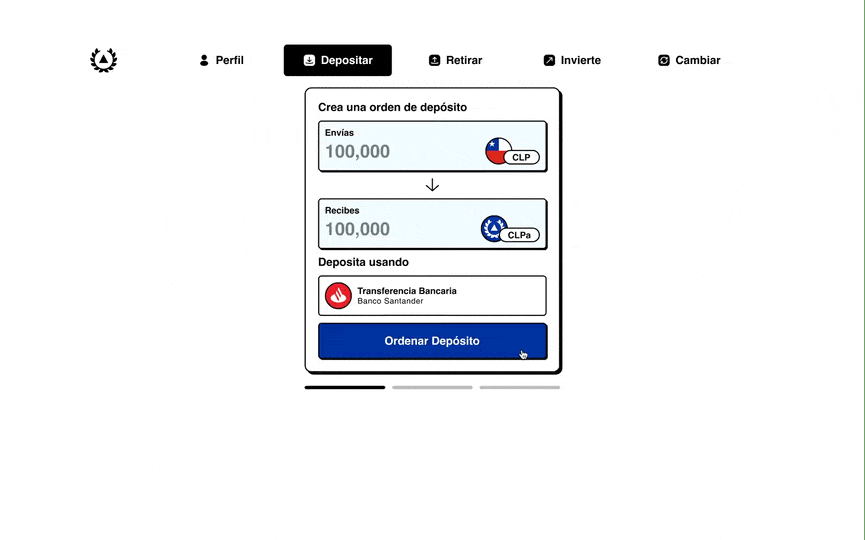 Perfil
Depositar
Retirar
Invierte
Cambiar
Crea una orden de depósito
Envías
100,000
CLP
Recibes
100,000
CLPa
Deposita usando
Transferencia Bancaria
Banco Santander
Ordenar Depósito